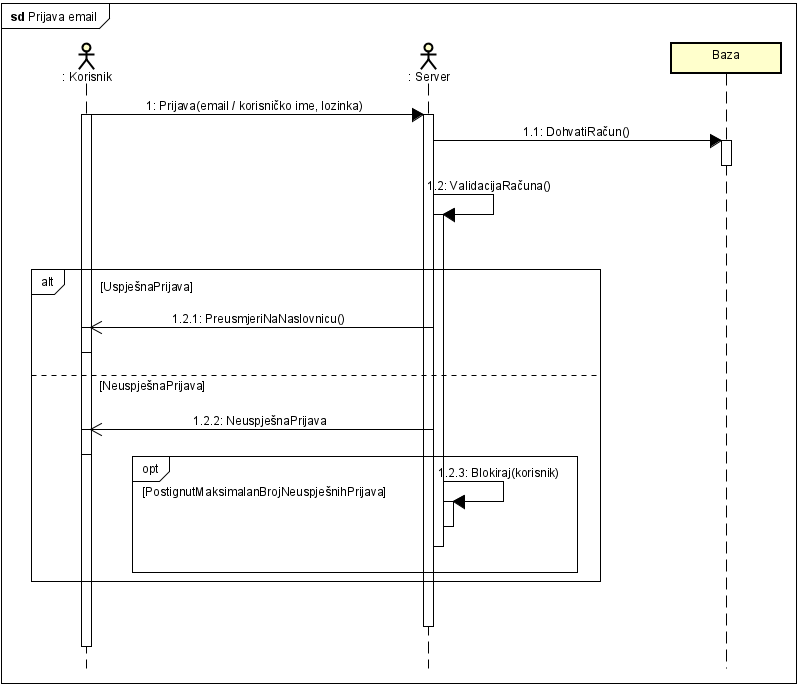 sd Prijava email
: Korisnik
: Server
Baza
1: Prijava(email / korisničko ime, lozinka)
1.1: DohvatiRačun()
1.2: ValidacijaRačuna()
alt
[UspješnaPrijava]
1.2.1: PreusmjeriNaNaslovnicu()
[NeuspješnaPrijava]
1.2.2: NeuspješnaPrijava
opt
1.2.3: Blokiraj(korisnik)
[PostignutMaksimalanBrojNeuspješnihPrijava]